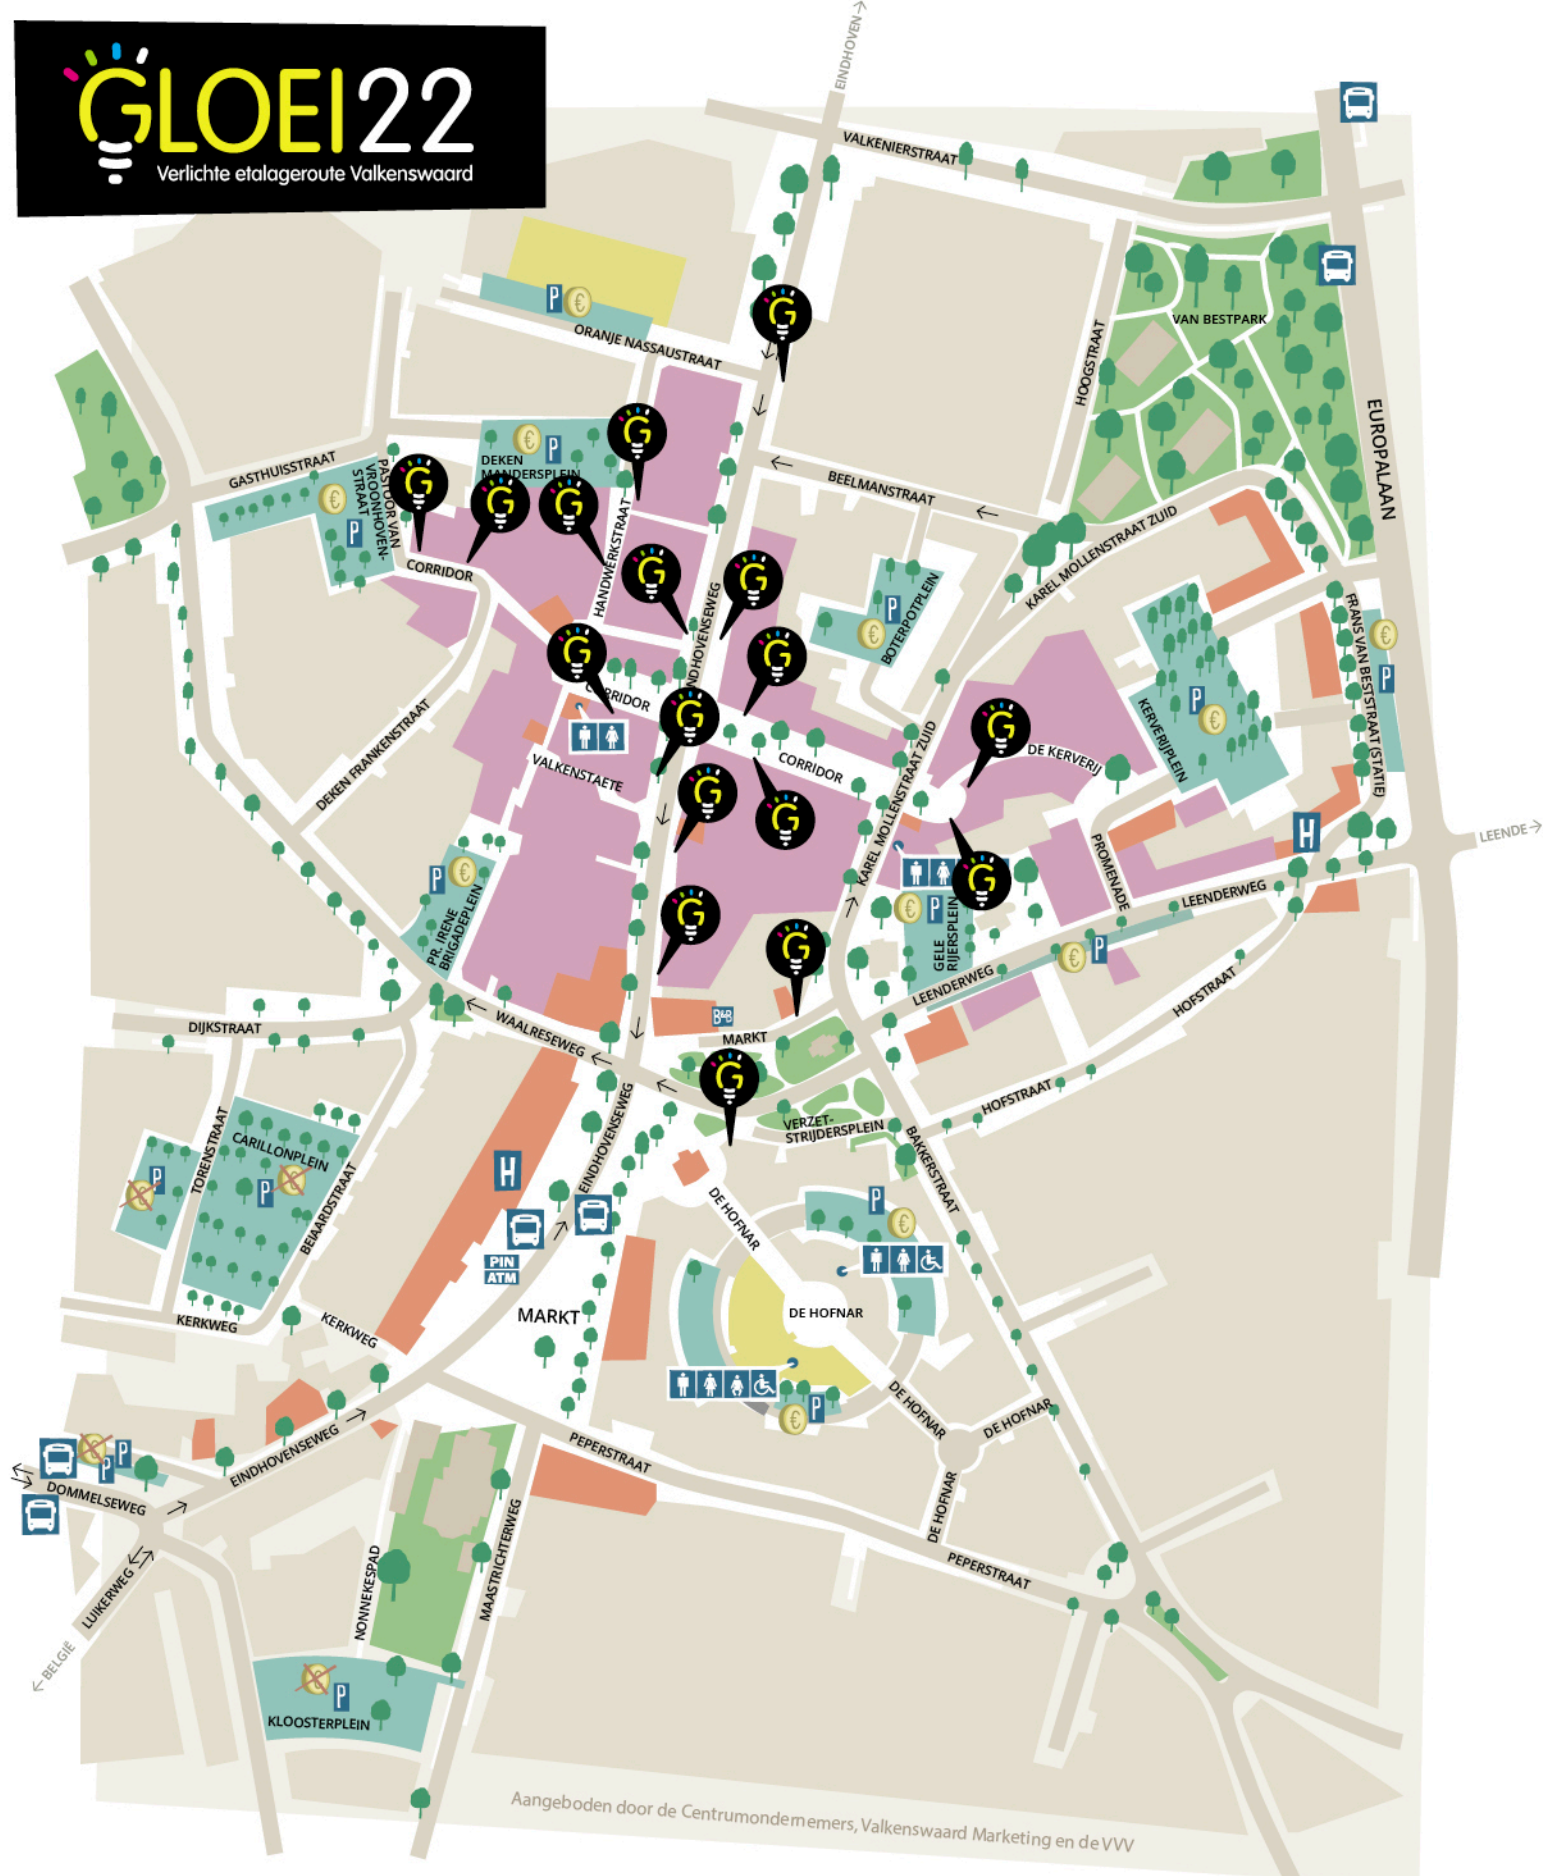 GLOEI22
Verlichte etalageroute Valkenswaard
EINDHOVEN
VALKENIERSTRAAT
VAN BESTPARK
HOOGSTRAAT
EUROPALAAN
P €
ORANJE NASSAUSTRAAT
G
G
€ P
DEKEN
MANDERSPLEIN
GASTHUISSTRAAT
PASTOOR VAN
VROONHOVEN-
STRAAT
€
P
G
G
G
BEELMANSTRAAT
KAREL MOLLENSTRAAT ZUID
CORRIDOR
HANDWERKSTRAAT
G
G
P
€
BOTERPOTPLEIN
FRANS VAN BESTSTRAAT (STATIE)
€
P
G
G
NDHOVENSEWEG
CORRIDOR
G
G
P
€
KERVERIJPLEIN
DE KERVERIJ
DEKEN FRANKENSTRAAT
VALKENSTAETE
CORRIDOR
KAREL MOLLENSTRAAT ZUID
G
G
H
LEENDE
PROMENADE
P €
PR. IRENE
BRIGADEPLEIN
G
€ P
GELE
RIJERSPLEIN
LEENDERWEG
G
G
€ P
LEENDERWEG
HOFSTRAAT
DIJKSTRAAT
WAALRESEWEG
B&B
MARKT
G
HOFSTRAAT
VERZET-
STRIJDERSPLEIN
BAKKERSTRAAT
EINDHOVENSEWEG
TORENSTRAAT
CARILLONPLEIN
P
€
P
€
BEIAARDSTRAAT
H
PIN
ATM
DE HOFNAR
P
€
MARKT
DE HOFNAR
KERKWEG
KERKWEG
P
€
DE HOFNAR
DE HOFNAR
DE HOFNAR
EINDHOVENSEWEG
€ P
P
DOMMELSEWEG
PEPERSTRAAT
PEPERSTRAAT
LUIKERWEG
BELGIË
NONNEKESPAD
MAASTRICHTERWEG
€
P
KLOOSTERPLEIN
Aangeboden door de Centrumondernemers, Valkenswaard Marketing en de VVV